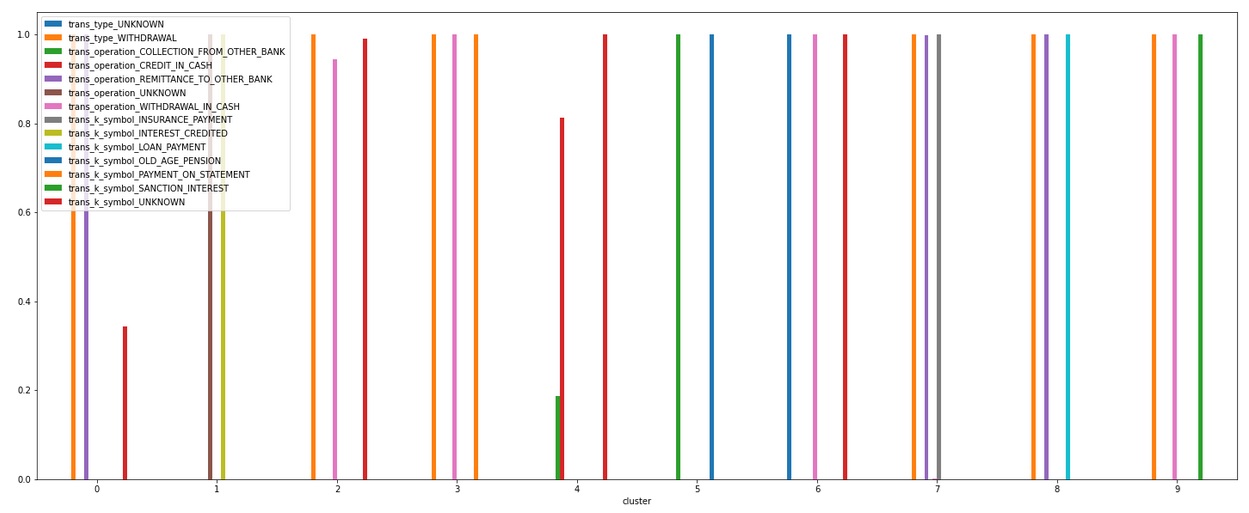 trans_type_UNKNOWN
trans_type_WITHDRAWAL
trans_operation_COLLECTION_FROM_OTHER_BANK
trans_operation_CREDIT_IN_CASH
trans_operation_REMITTANCE_TO_OTHER_BANK
trans_operation_UNKNOWN
trans_operation_WITHDRAWAL_IN_CASH
trans_k_symbol_INSURANCE_PAYMENT
trans_k_symbol_INTEREST_CREDITED
trans_k_symbol_LOAN_PAYMENT
trans_k_symbol_OLD_AGE_PENSION
trans_k_symbol_PAYMENT_ON_STATEMENT
trans_k_symbol_SANCTION_INTEREST
trans_k_symbol_UNKNOWN
1.0
0.8
0.6
0.4
0.2
0.0
0 1 2 3 4 5 6 7 8 9
cluster